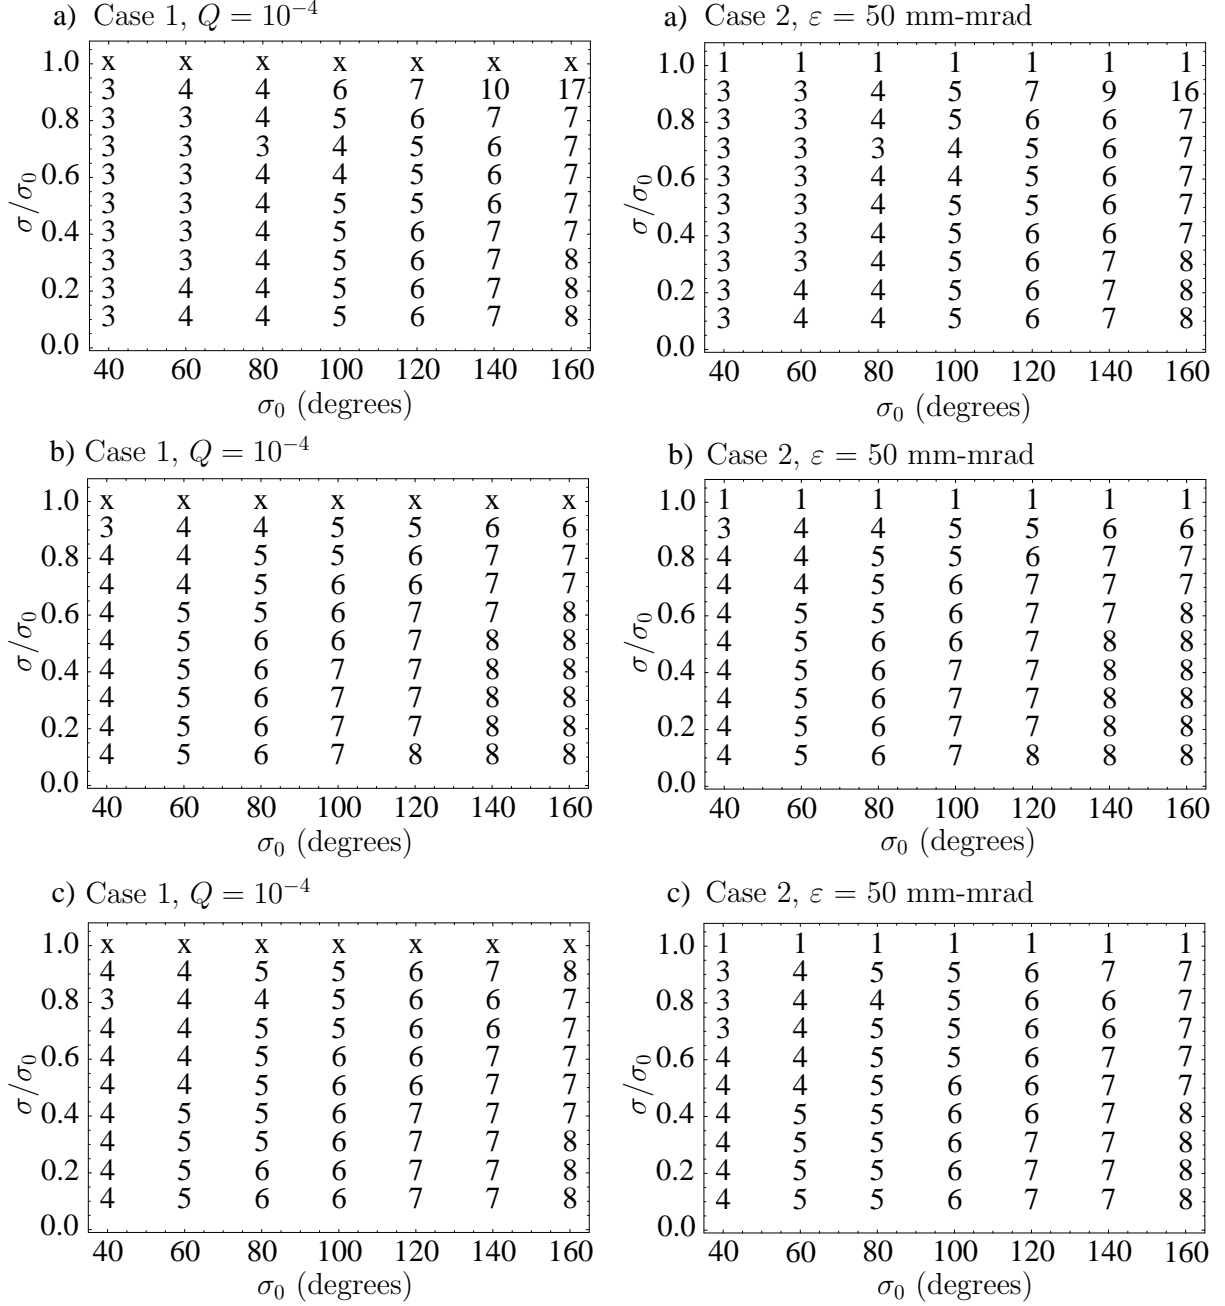 a) Case 1, Q = 10⁻⁴
1.0 x x x x x x x
3 4 4 6 7 10 17
0.8 3 3 4 5 6 7 7
3 3 3 4 5 6 7
0.6 3 3 4 4 5 6 7
3 3 4 5 5 6 7
0.4 3 3 4 5 6 7 7
3 3 4 5 6 7 8
0.2 3 4 4 5 6 7 8
3 4 4 5 6 7 8
0.0
σ/σ₀
40 60 80 100 120 140 160
σ₀ (degrees)
a) Case 2, ε = 50 mm-mrad
1.0 1 1 1 1 1 1 1
3 3 4 5 7 9 16
0.8 3 3 4 5 6 6 7
3 3 3 4 5 6 7
0.6 3 3 4 4 5 6 7
3 3 4 5 5 6 7
0.4 3 3 4 5 6 6 7
3 3 4 5 6 7 8
0.2 3 4 4 5 6 7 8
3 4 4 5 6 7 8
0.0
σ/σ₀
40 60 80 100 120 140 160
σ₀ (degrees)
b) Case 1, Q = 10⁻⁴
1.0 x x x x x x x
3 4 4 5 5 6 6
0.8 4 4 5 5 6 7 7
4 4 5 6 6 7 7
0.6 4 5 5 6 7 7 8
4 5 6 6 7 8 8
0.4 4 5 6 7 7 8 8
4 5 6 7 7 8 8
0.2 4 5 6 7 7 8 8
4 5 6 7 8 8 8
0.0
σ/σ₀
40 60 80 100 120 140 160
σ₀ (degrees)
b) Case 2, ε = 50 mm-mrad
1.0 1 1 1 1 1 1 1
3 4 4 5 5 6 6
0.8 4 4 5 5 6 7 7
4 4 5 6 7 7 7
0.6 4 5 5 6 7 7 8
4 5 6 6 7 8 8
0.4 4 5 6 7 7 8 8
4 5 6 7 7 8 8
0.2 4 5 6 7 7 8 8
4 5 6 7 8 8 8
0.0
σ/σ₀
40 60 80 100 120 140 160
σ₀ (degrees)
c) Case 1, Q = 10⁻⁴
1.0 x x x x x x x
4 4 5 5 6 7 8
0.8 3 4 4 5 6 6 7
4 4 5 5 6 6 7
0.6 4 4 5 6 6 7 7
4 4 5 6 6 7 7
0.4 4 5 5 6 7 7 7
4 5 5 6 7 7 8
0.2 4 5 6 6 7 7 8
4 5 6 6 7 7 8
0.0
σ/σ₀
40 60 80 100 120 140 160
σ₀ (degrees)
c) Case 2, ε = 50 mm-mrad
1.0 1 1 1 1 1 1 1
3 4 5 5 6 7 7
0.8 3 4 4 5 6 6 7
3 4 5 5 6 6 7
0.6 4 4 5 5 6 7 7
4 4 5 6 6 7 7
0.4 4 5 5 6 6 7 8
4 5 5 6 7 7 8
0.2 4 5 5 6 7 7 8
4 5 5 6 7 7 8
0.0
σ/σ₀
40 60 80 100 120 140 160
σ₀ (degrees)